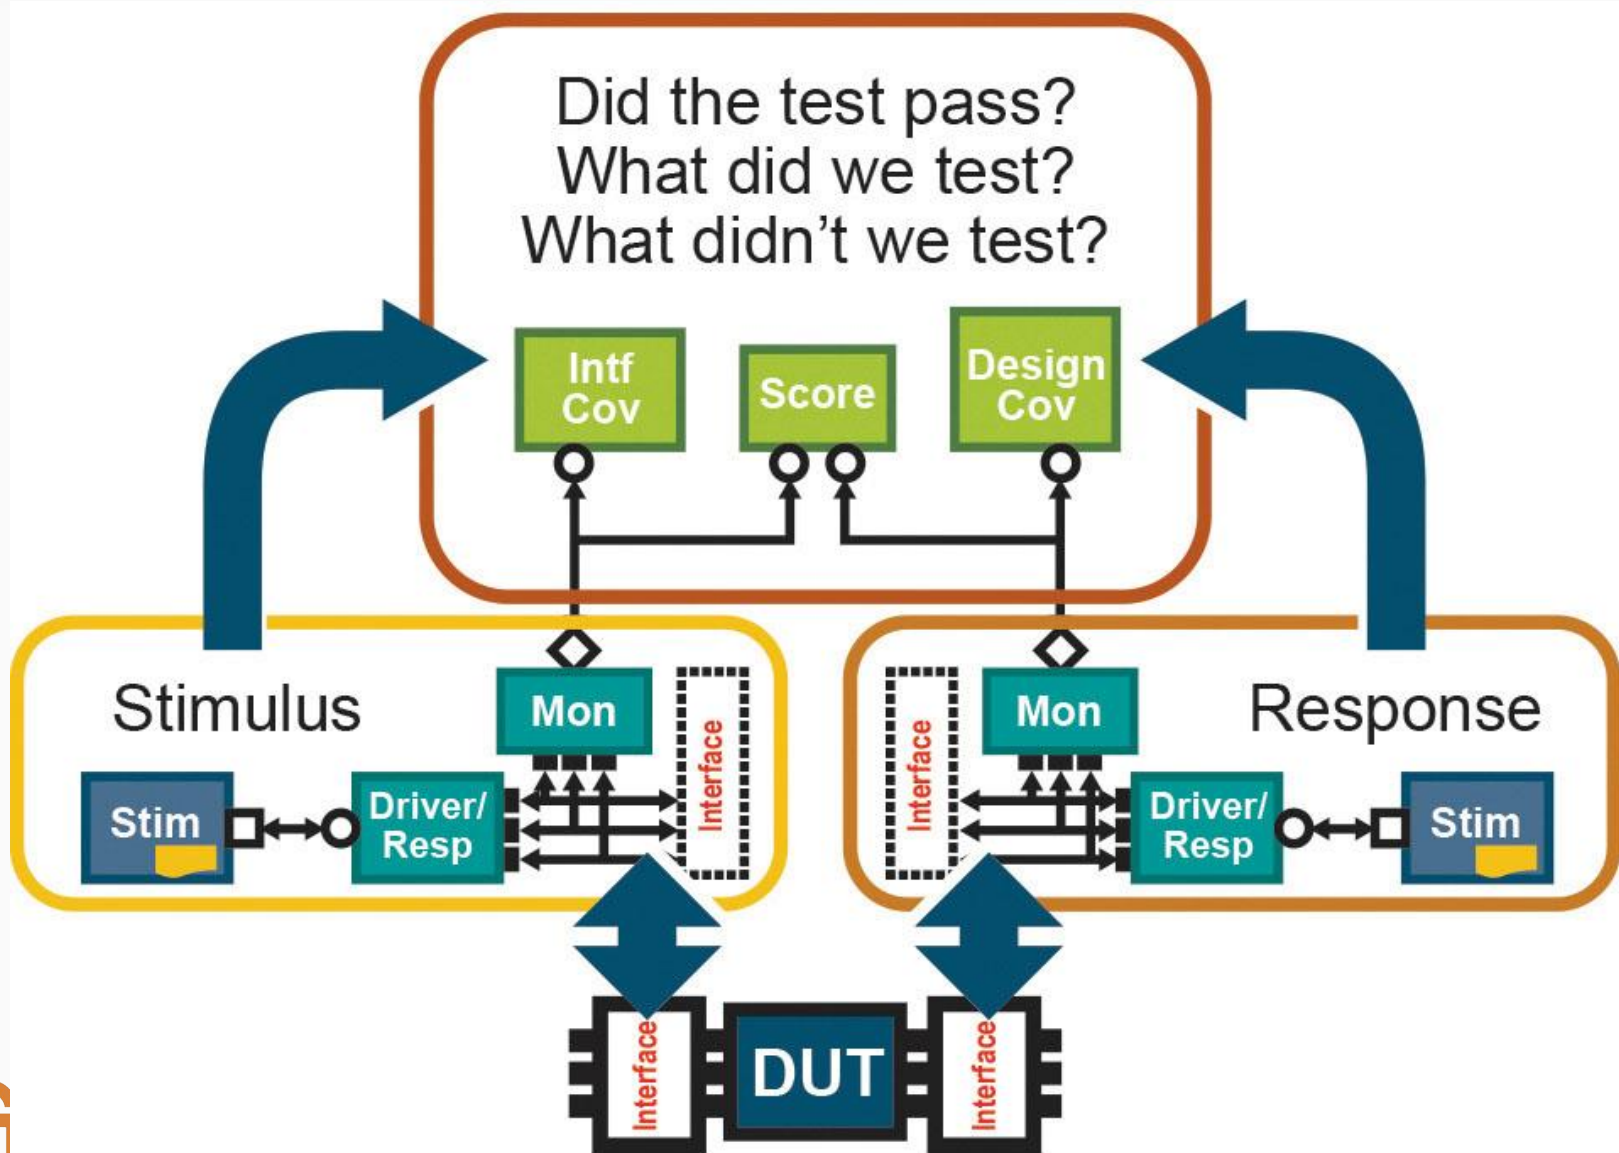 Did the test pass?
What did we test?
What didn't we test?
Intf
Cov
Score
Design
Cov
Stimulus
Mon
Interface
Stim
Driver/
Resp
Interface
Mon
Response
Driver/
Resp
Stim
Interface
DUT
Interface